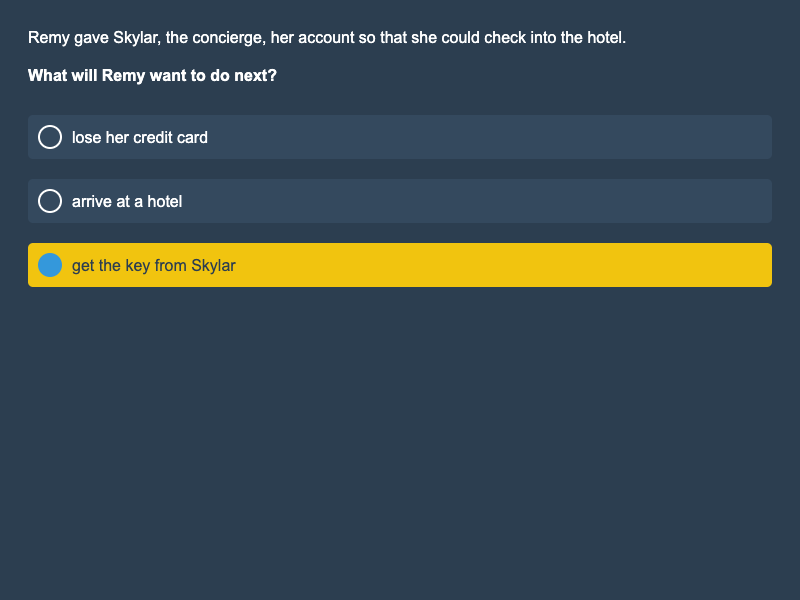 Remy gave Skylar, the concierge, her account so that she could check into the hotel.
What will Remy want to do next?
lose her credit card
arrive at a hotel
get the key from Skylar